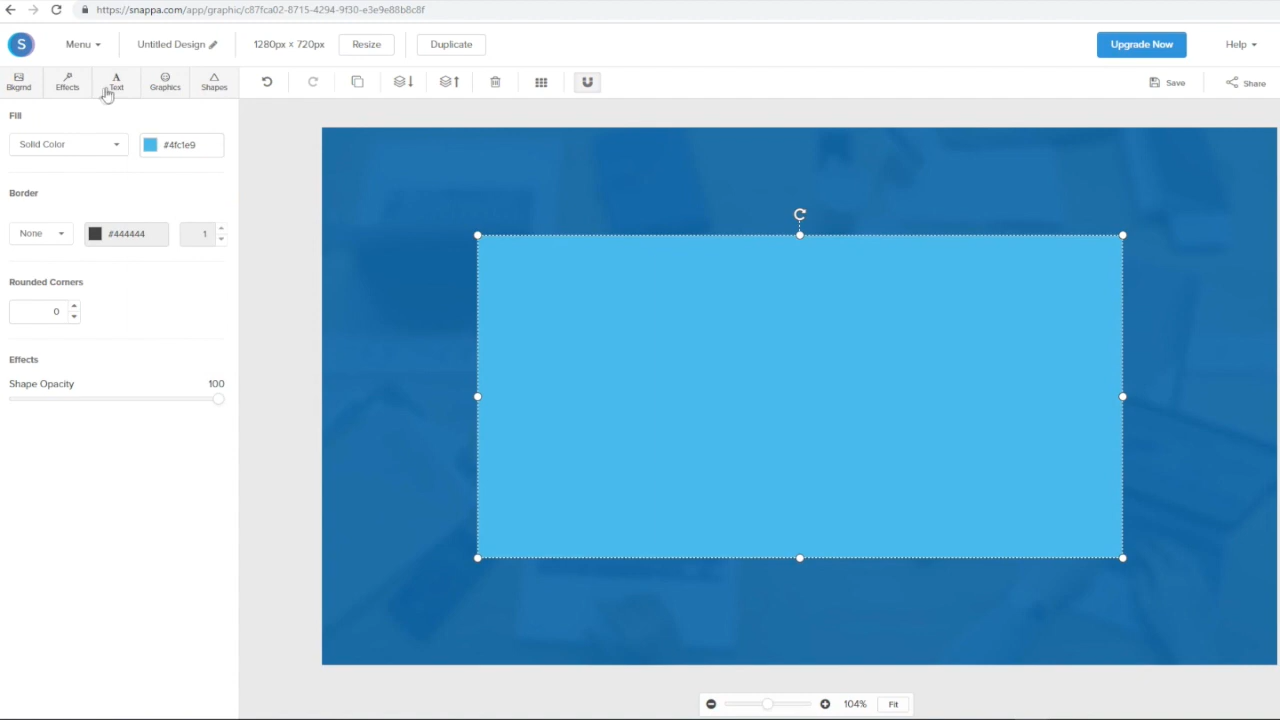 https://snappa.com/app/graphic/c87fca02-8715-4294-9f30-e3e9e88b8c8f
S Menu Untitled Design 1280px × 720px Resize Duplicate Upgrade Now Help
Bkgrnd Effects Text Graphics Shapes Save Share
Fill
Solid Color #4fc1e9
Border
None #444444 1
Rounded Corners
0
Effects
Shape Opacity 100
104% Fit